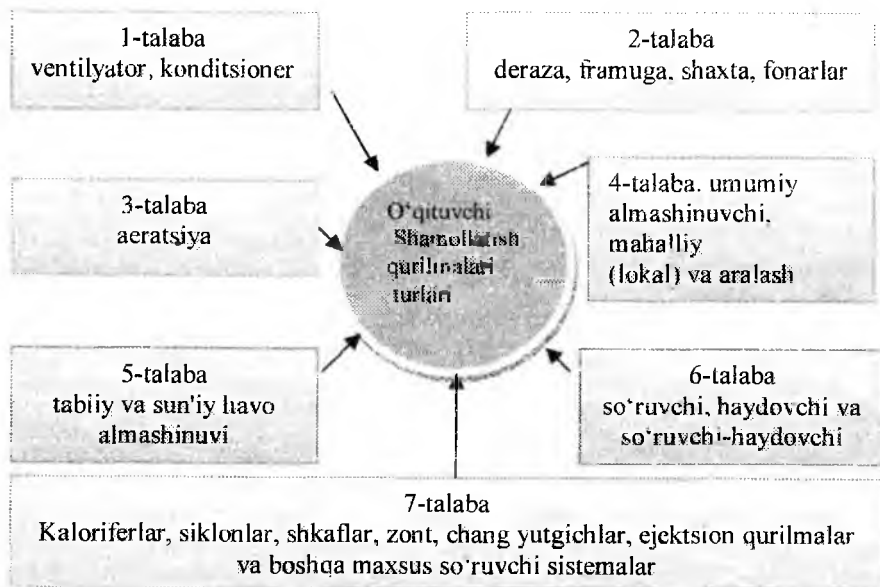 1-talaba
ventilyator, konditsioner
2-talaba
deraza, framuga, shaxta, fonarlar
3-talaba
aeratsiya
O‘qituvchi
Shamollatish
qurilmalari
turlari
4-talaba. umumiy
almashinuvchi,
mahalliy
(lokal) va aralash
5-talaba
tabiiy va sun'iy havo
almashinuvi
6-talaba
so‘ruvchi, haydovchi va
so‘ruvchi-haydovchi
7-talaba
Kaloriferlar, siklonlar, shkaflar, zont, chang yutgichlar, ejektsion qurilmalar
va boshqa maxsus so‘ruvchi sistemalar